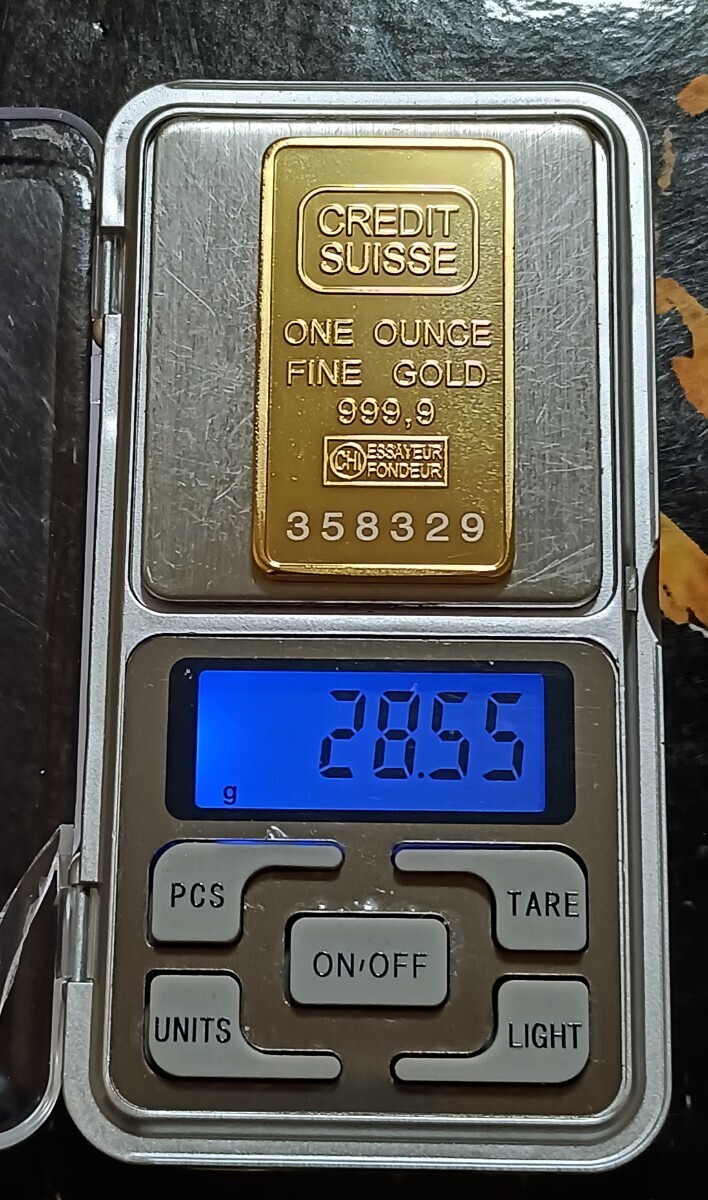 CREDIT
SUISSE
ONE OUNCE
FINE GOLD
999,9
CHI ESSAYEUR
FONDEUR
358329
28.55
g
PCS
TARE
ON/OFF
UNITS
LIGHT